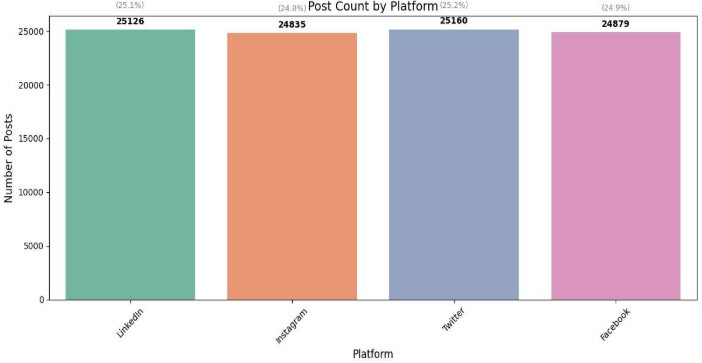 Post Count by Platform
(25.1%) (24.8%) (25.2%) (24.9%)
25126 24835 25160 24879
Number of Posts
25000
20000
15000
10000
5000
0
LinkedIn Instagram Twitter Facebook
Platform